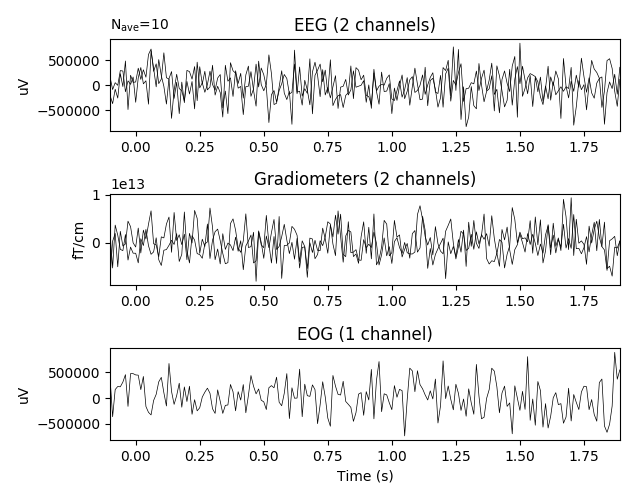 N_ave=10
EEG (2 channels)
500000
0
−500000
uV
0.00 0.25 0.50 0.75 1.00 1.25 1.50 1.75
1e13
Gradiometers (2 channels)
1
0
fT/cm
0.00 0.25 0.50 0.75 1.00 1.25 1.50 1.75
EOG (1 channel)
500000
0
−500000
uV
0.00 0.25 0.50 0.75 1.00 1.25 1.50 1.75
Time (s)